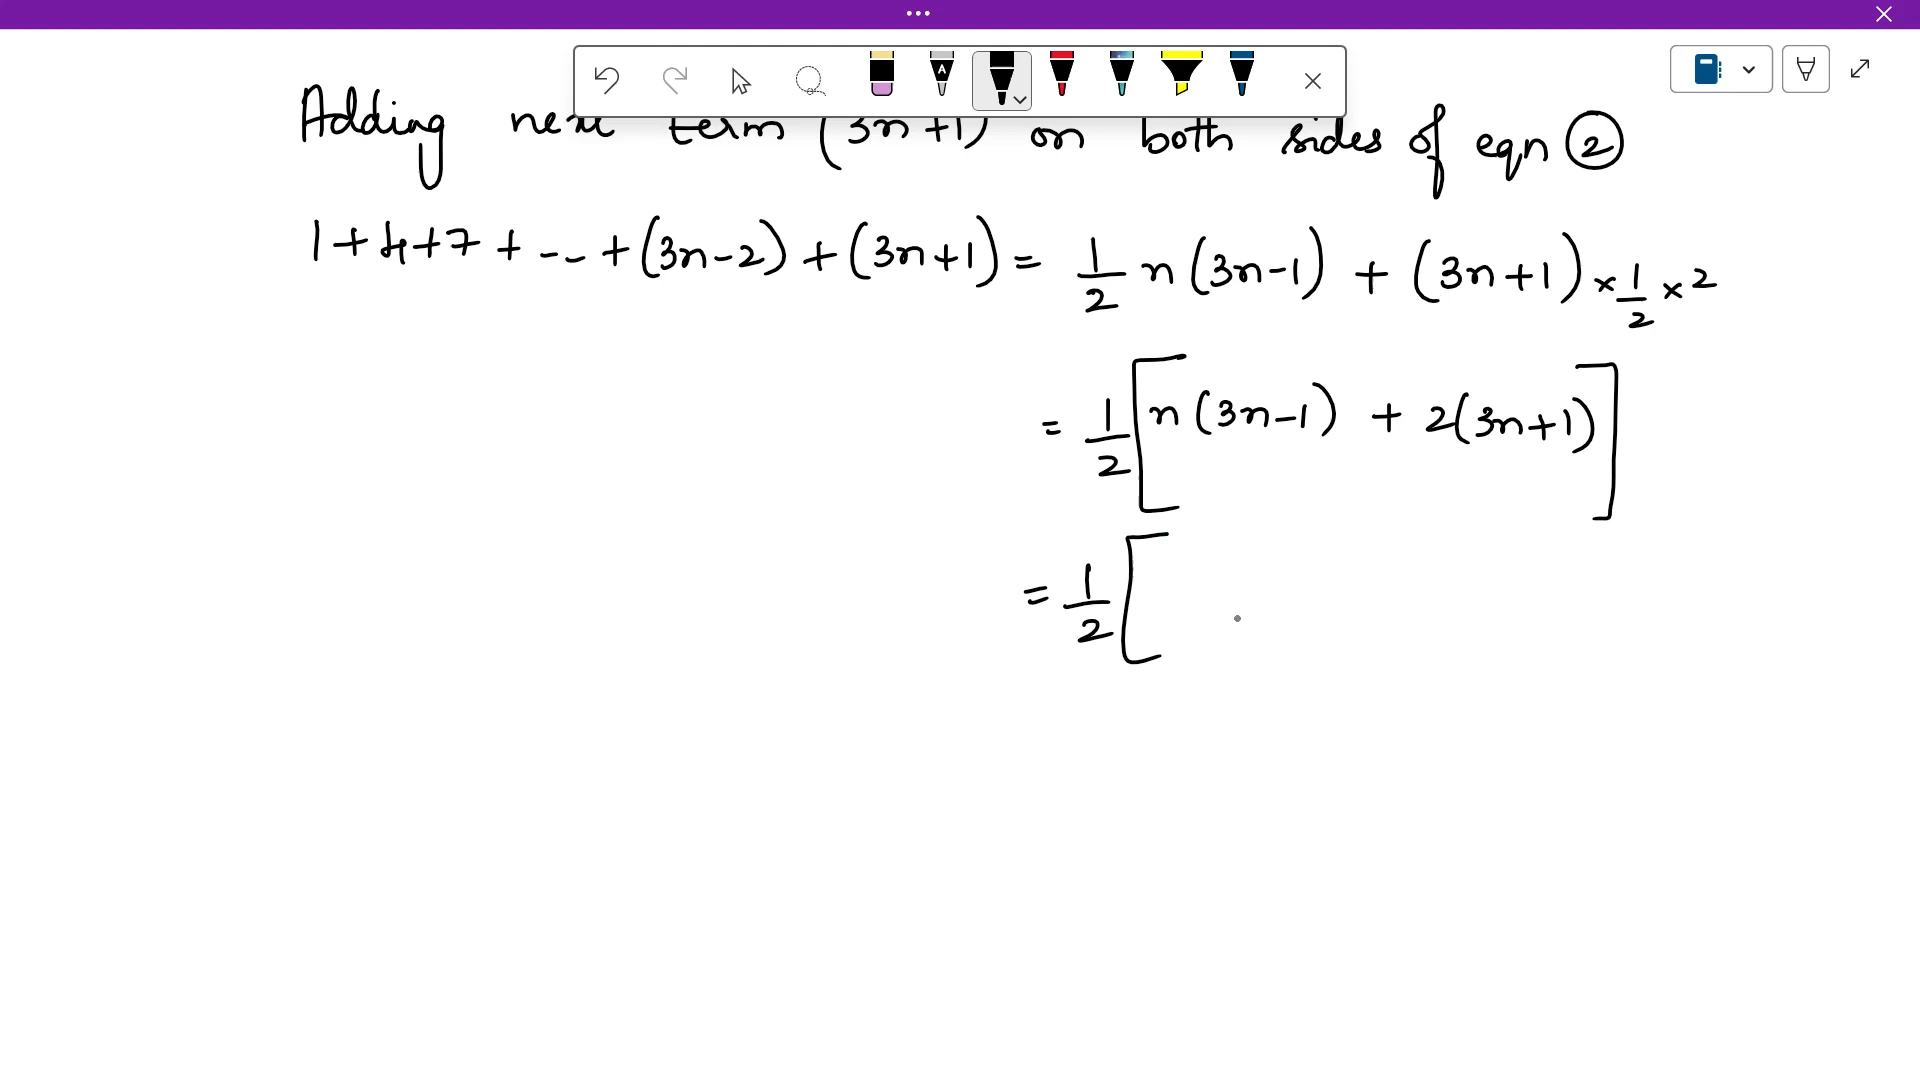 Adding next term (3n+1) on both sides of eqn ②
1+4+7+ --- +(3n-2)+(3n+1) = 1/2 n(3n-1) + (3n+1) × 1/2 × 2
= 1/2 [n(3n-1) + 2(3n+1)]
= 1/2 [